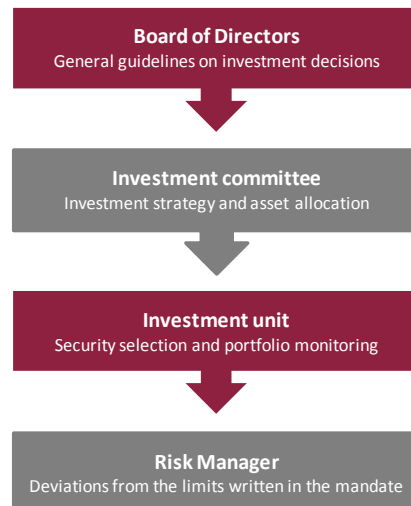 Board of Directors
General guidelines on investment decisions
Investment committee
Investment strategy and asset allocation
Investment unit
Security selection and portfolio monitoring
Risk Manager
Deviations from the limits written in the mandate